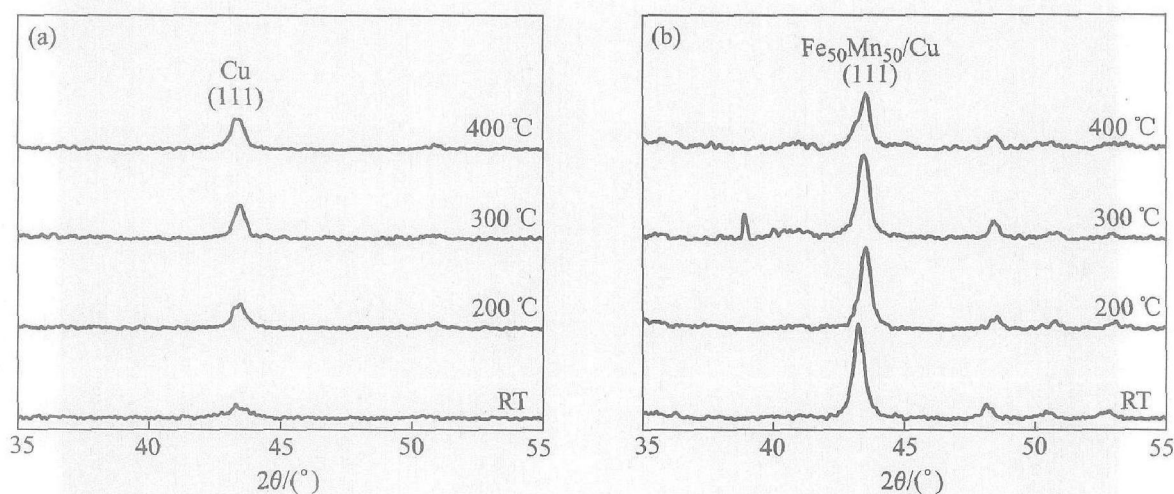 (a)
Cu
(111)
400 ℃
300 ℃
200 ℃
RT
35 40 45 50 55
2θ/(°)
(b)
Fe₅₀Mn₅₀/Cu
(111)
400 ℃
300 ℃
200 ℃
RT
35 40 45 50 55
2θ/(°)